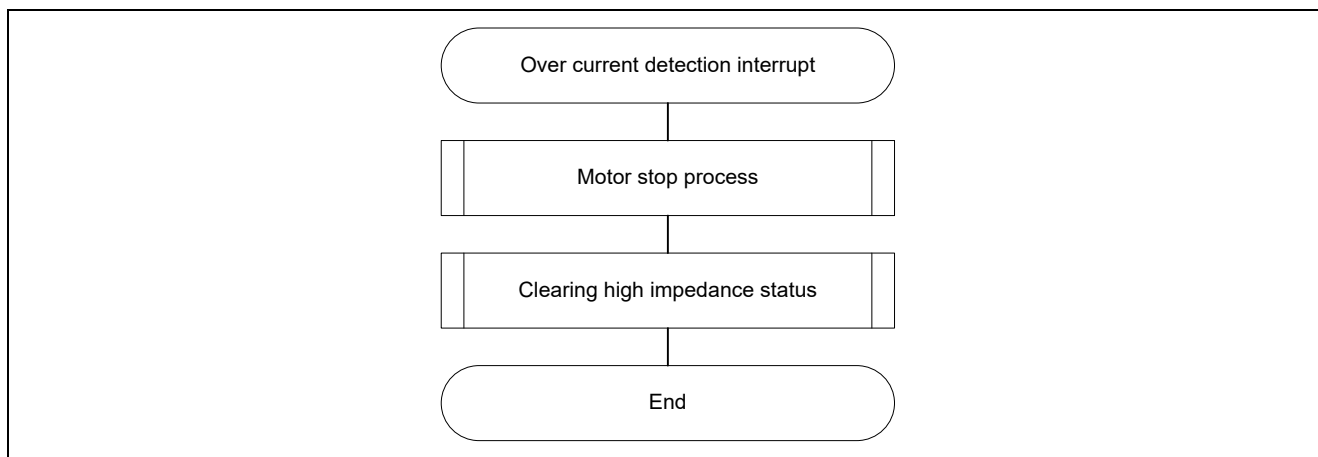 Over current detection interrupt
Motor stop process
Clearing high impedance status
End